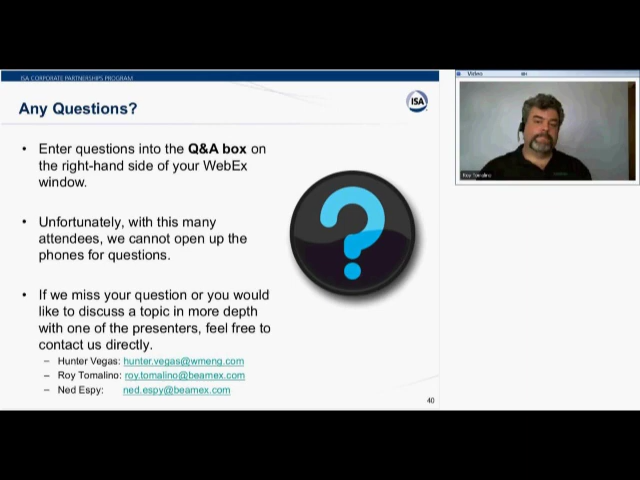 ISA CORPORATE PARTNERSHIPS PROGRAM
Any Questions?
ISA
• Enter questions into the Q&A box on
the right-hand side of your WebEx
window.
• Unfortunately, with this many
attendees, we cannot open up the
phones for questions.
• If we miss your question or you would
like to discuss a topic in more depth
with one of the presenters, feel free to
contact us directly.
– Hunter Vegas: hunter.vegas@wmeng.com
– Roy Tomalino: roy.tomalino@beamex.com
– Ned Espy: ned.espy@beamex.com
40
Video
Roy Tomalino